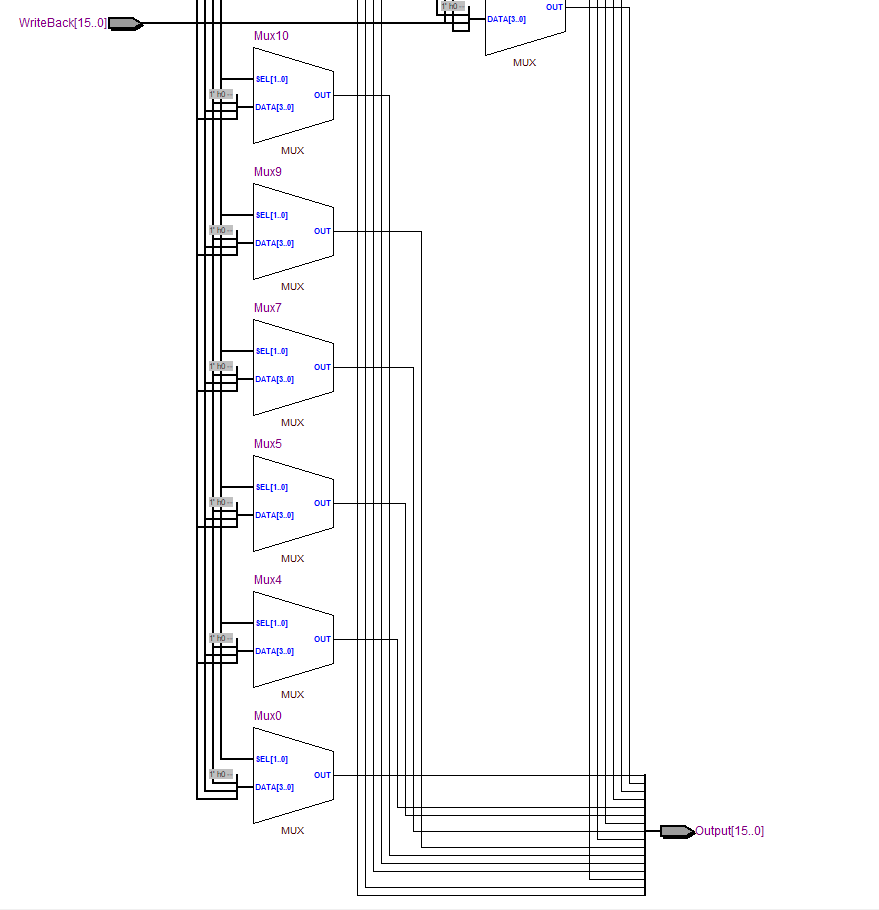 1' h0 --
OUT
DATA[3..0]
MUX
WriteBack[15..0]
Mux10
SEL[1..0]
1' h0 --
OUT
DATA[3..0]
MUX
Mux9
SEL[1..0]
1' h0 --
OUT
DATA[3..0]
MUX
Mux7
SEL[1..0]
1' h0 --
OUT
DATA[3..0]
MUX
Mux5
SEL[1..0]
1' h0 --
OUT
DATA[3..0]
MUX
Mux4
SEL[1..0]
1' h0 --
OUT
DATA[3..0]
MUX
Mux0
SEL[1..0]
1' h0 --
OUT
DATA[3..0]
MUX
Output[15..0]